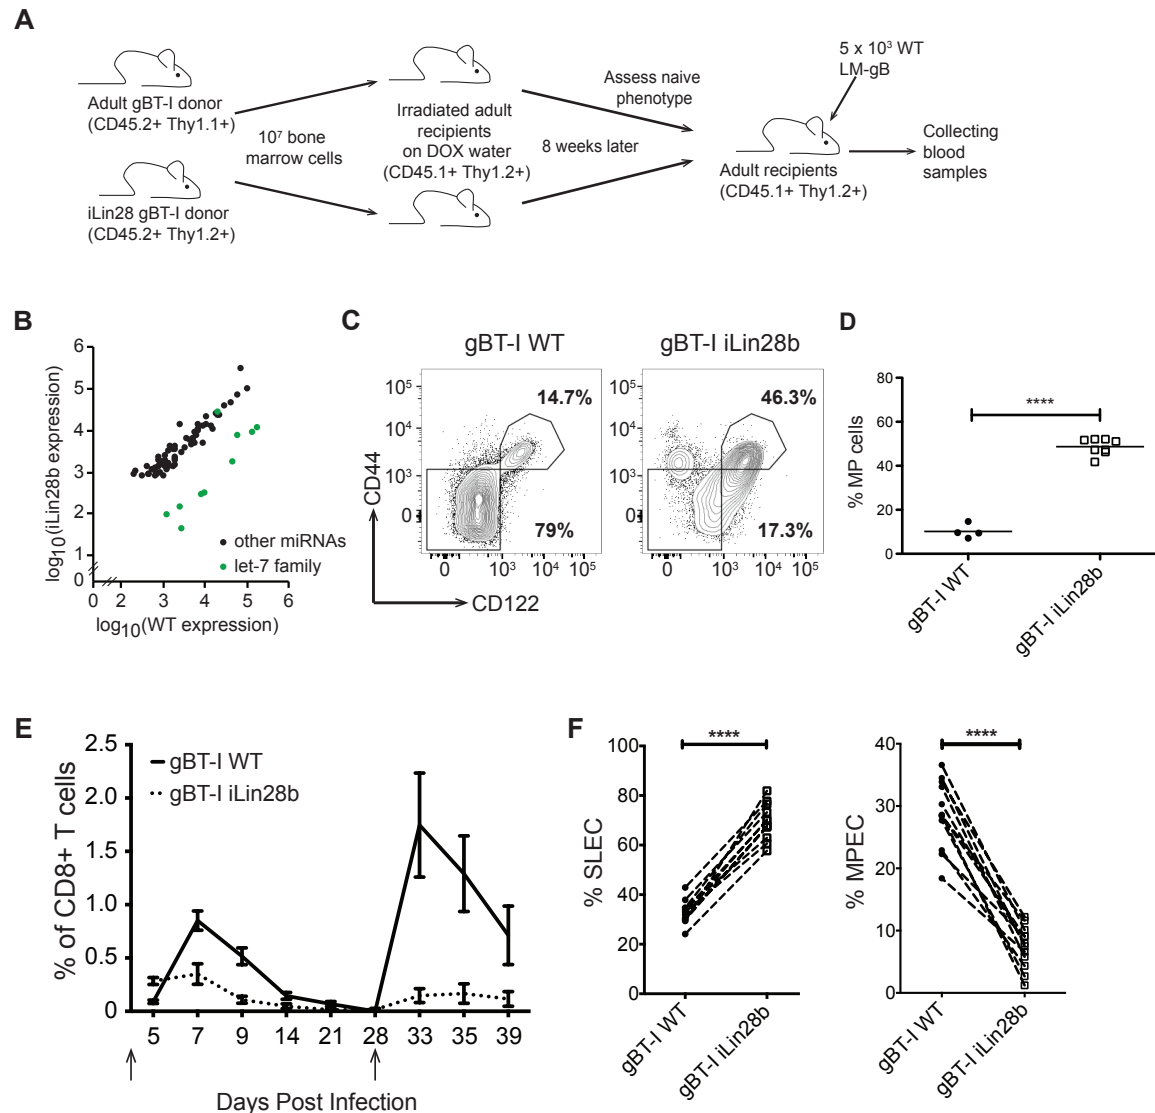 A
Adult gBT-I donor
(CD45.2+ Thy1.1+)
iLin28 gBT-I donor
(CD45.2+ Thy1.2+)
10⁷ bone
marrow cells
Irradiated adult
recipients
on DOX water
(CD45.1+ Thy1.2+)
Assess naive
phenotype
8 weeks later
5 x 10³ WT
LM-gB
Adult recipients
(CD45.1+ Thy1.2+)
Collecting
blood
samples
B
log₁₀(iLin28b expression)
6
5
4
3
2
1
0
0 2 3 4 5 6
other miRNAs
let-7 family
log₁₀(WT expression)
C
gBT-I WT
gBT-I iLin28b
14.7%
79%
46.3%
17.3%
10⁵
10⁴
10³
0
0 10³ 10⁴ 10⁵
10⁵
10⁴
10³
0
0 10³ 10⁴ 10⁵
CD44
CD122
D
% MP cells
80
60
40
20
0
****
gBT-I WT
gBT-I iLin28b
E
% of CD8+ T cells
2.5
2.0
1.5
1.0
0.5
0
gBT-I WT
gBT-I iLin28b
5 7 9 14 21 28 33 35 39
Days Post Infection
F
% SLEC
100
80
60
40
20
0
****
gBT-I WT
gBT-I iLin28b
% MPEC
40
30
20
10
0
****
gBT-I WT
gBT-I iLin28b